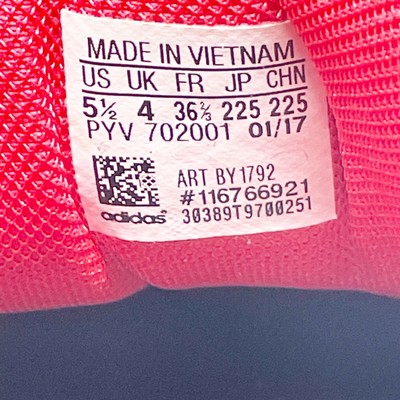 MADE IN VIETNAM
US UK FR JP CHN
5½ 4 36⅔ 225 225
PYV 702001 01/17
ART BY1792
#116766921
adidas 30389T9700251